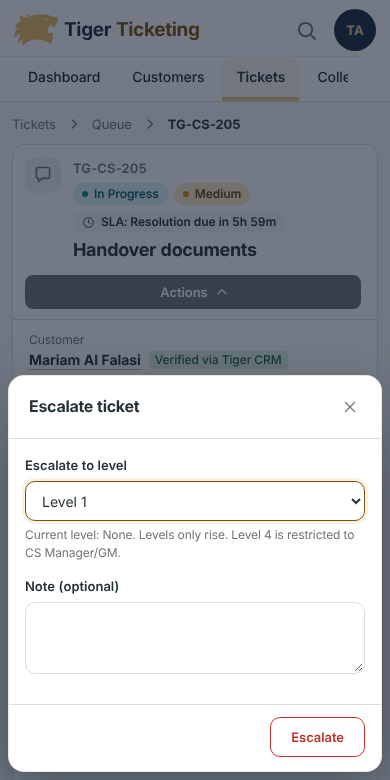 Tiger Ticketing
TA
Dashboard
Customers
Tickets
Colle
Tickets
Queue
TG-CS-205
TG-CS-205
In Progress
Medium
SLA: Resolution due in 5h 59m
Handover documents
Actions
Customer
Mariam Al Falasi
Verified via Tiger CRM
Escalate ticket
Escalate to level
Level 1
Current level: None. Levels only rise. Level 4 is restricted to
CS Manager/GM.
Note (optional)
Escalate